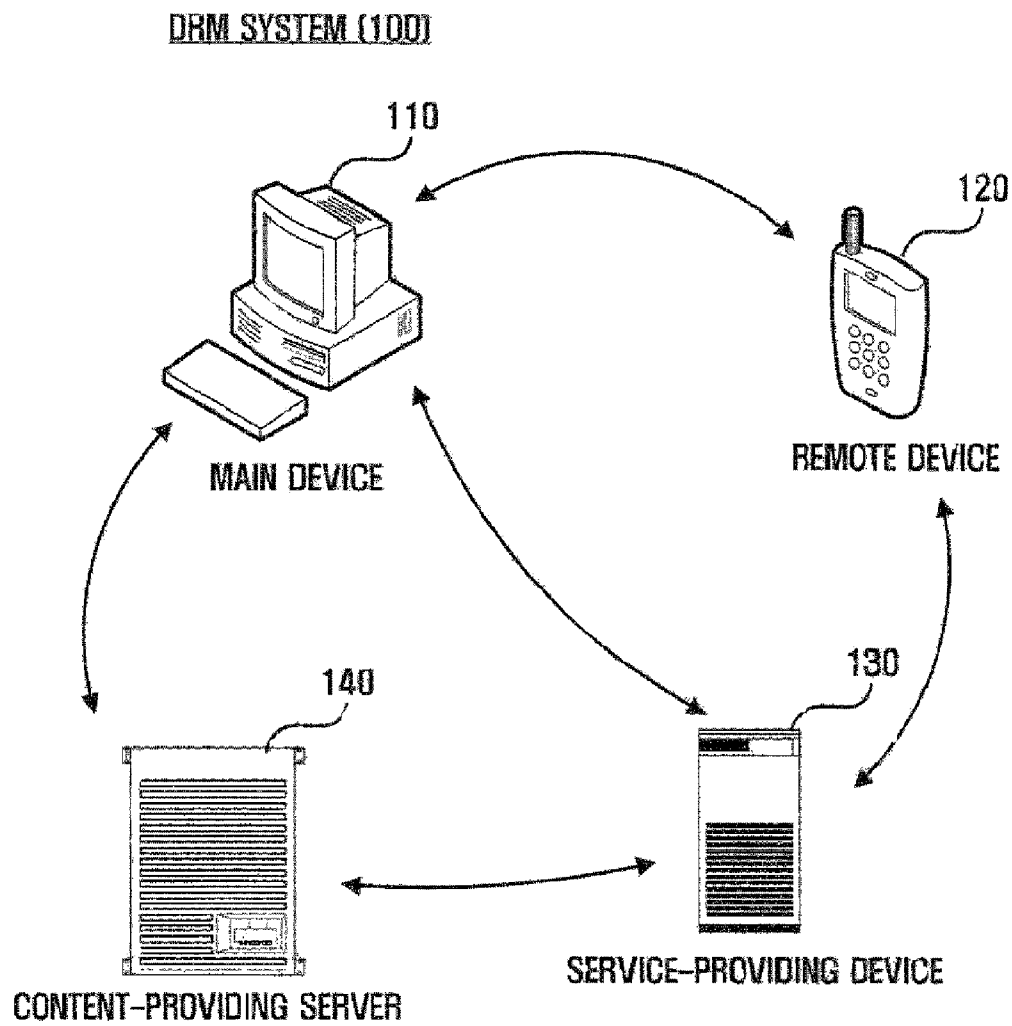 DRM SYSTEM (100)
110
120
MAIN DEVICE
REMOTE DEVICE
140
130
CONTENT-PROVIDING SERVER
SERVICE-PROVIDING DEVICE